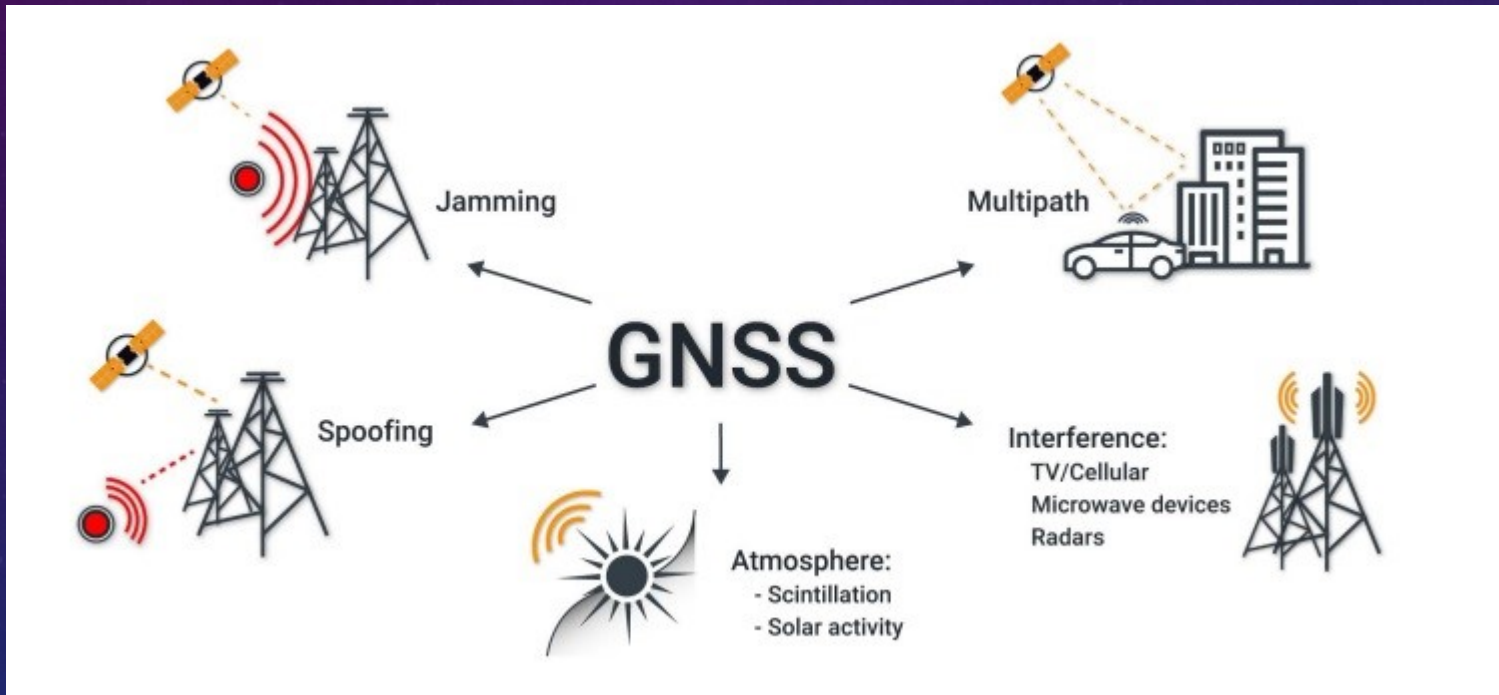 Jamming
Multipath
GNSS
Spoofing
Interference:
TV/Cellular
Microwave devices
Radars
Atmosphere:
- Scintillation
- Solar activity